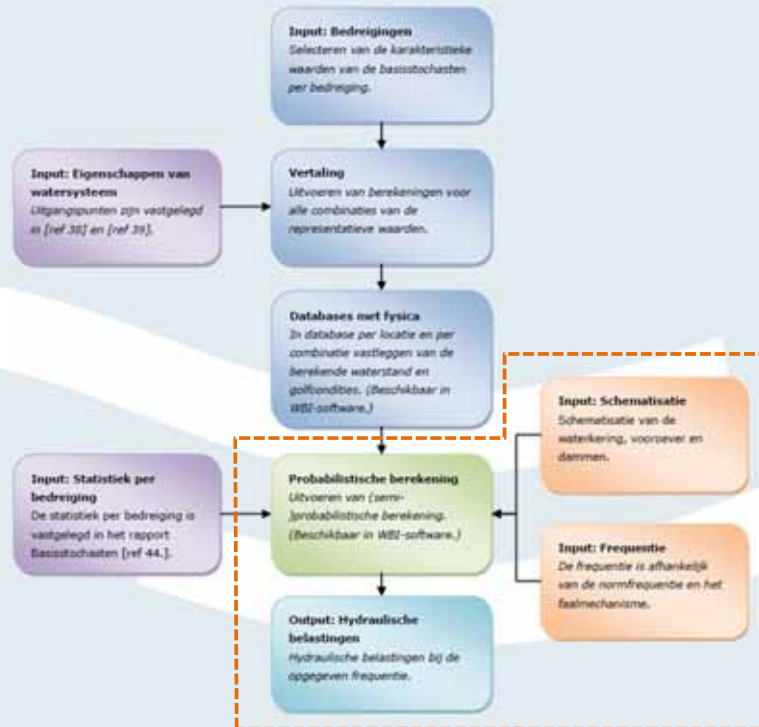 Input: Bedreigingen
Selecteren van de karakteristieke
waarden van de basisstochasten
per bedreiging.
Input: Eigenschappen van
watersysteem
Uitgangspunten zijn vastgelegd
in [ref 38] en [ref 39].
Vertaling
Uitvoeren van berekeningen voor
alle combinaties van de
representatieve waarden.
Databases met fysica
In database per locatie en per
combinatie vastleggen van de
berekende waterstand en
golfcondities. (Beschikbaar in
WBI-software.)
Input: Schematisatie
Schematisatie van de
waterkering, vooroever en
dammen.
Input: Statistiek per
bedreiging
De statistiek per bedreiging is
vastgelegd in het rapport
Basisstochasten [ref 44.].
Probabilistische berekening
Uitvoeren van (semi-
)probabilistische berekening.
(Beschikbaar in WBI-software.)
Input: Frequentie
De frequentie is afhankelijk
van de normfrequentie en het
faalmechanisme.
Output: Hydraulische
belastingen
Hydraulische belastingen bij de
opgegeven frequentie.